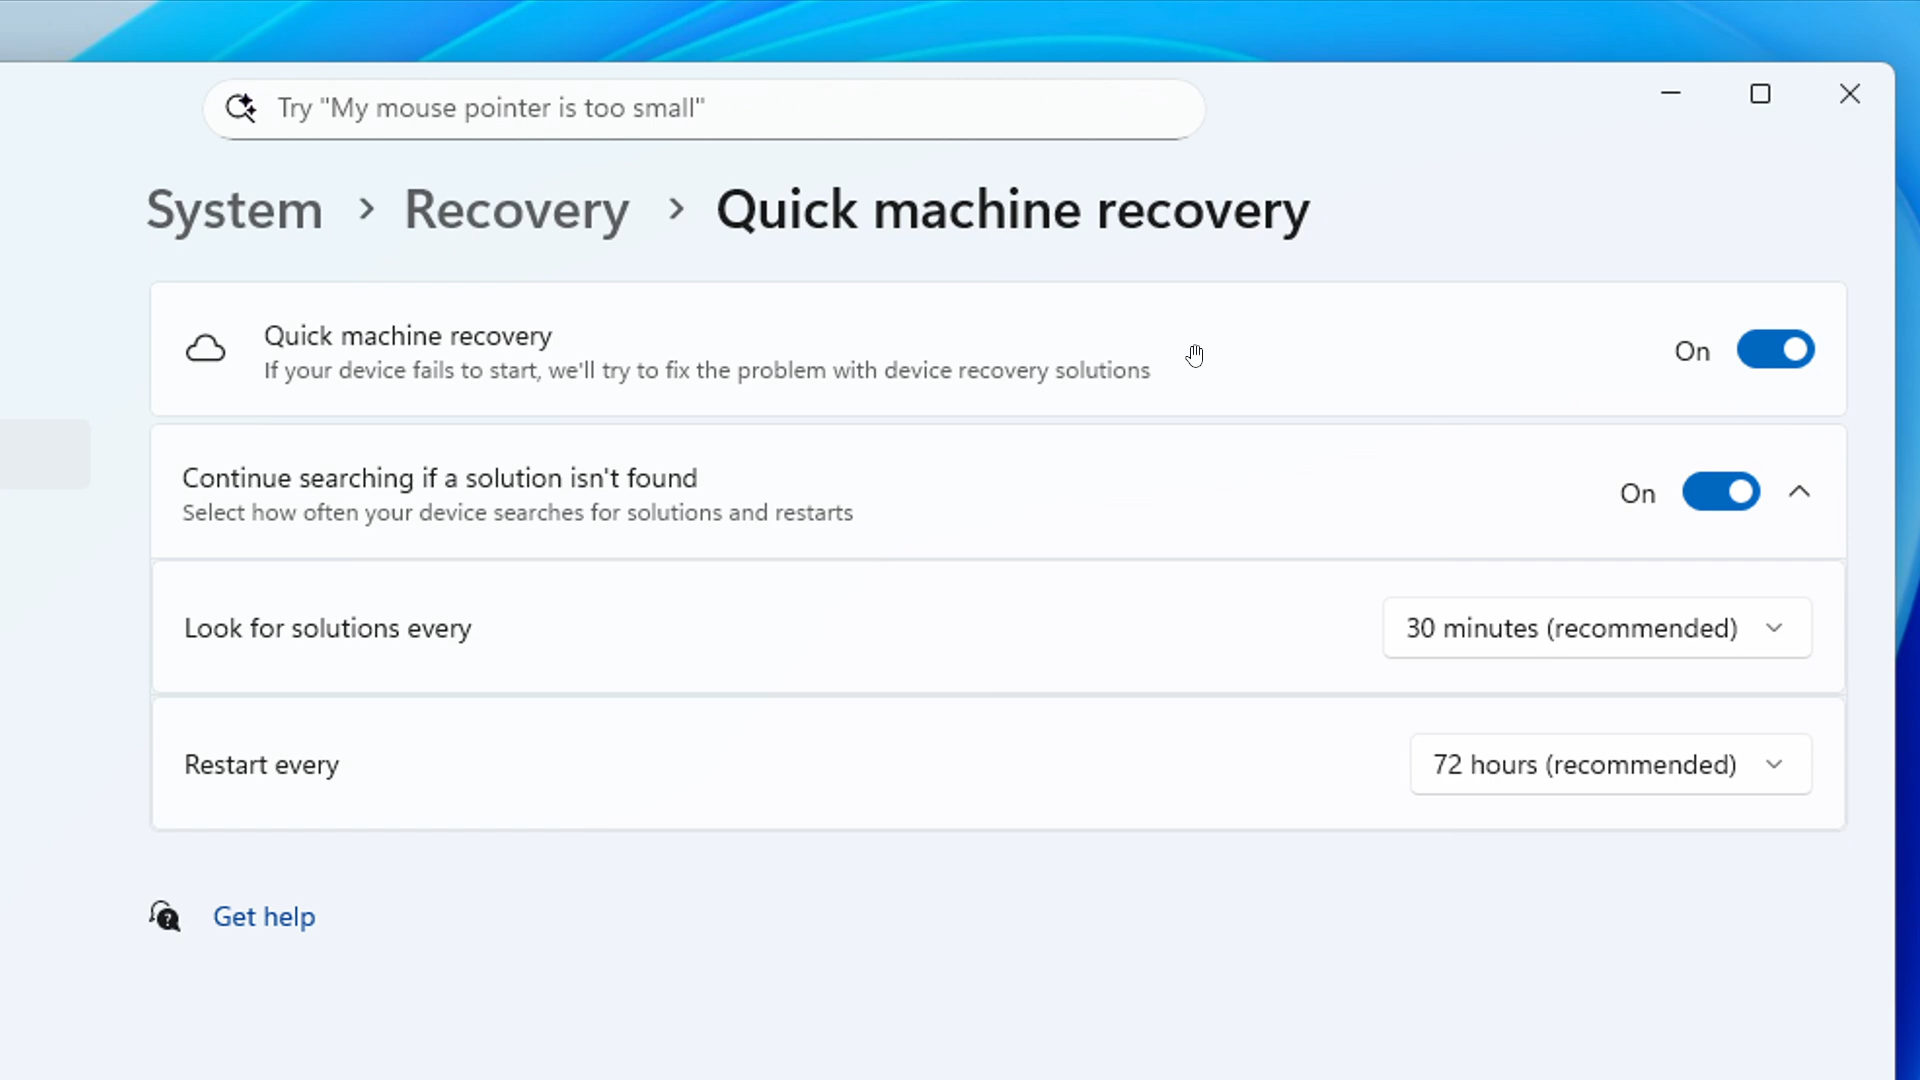 Try "My mouse pointer is too small"
System > Recovery > Quick machine recovery
Quick machine recovery
If your device fails to start, we'll try to fix the problem with device recovery solutions
On
Continue searching if a solution isn't found
Select how often your device searches for solutions and restarts
On
Look for solutions every
30 minutes (recommended)
Restart every
72 hours (recommended)
Get help